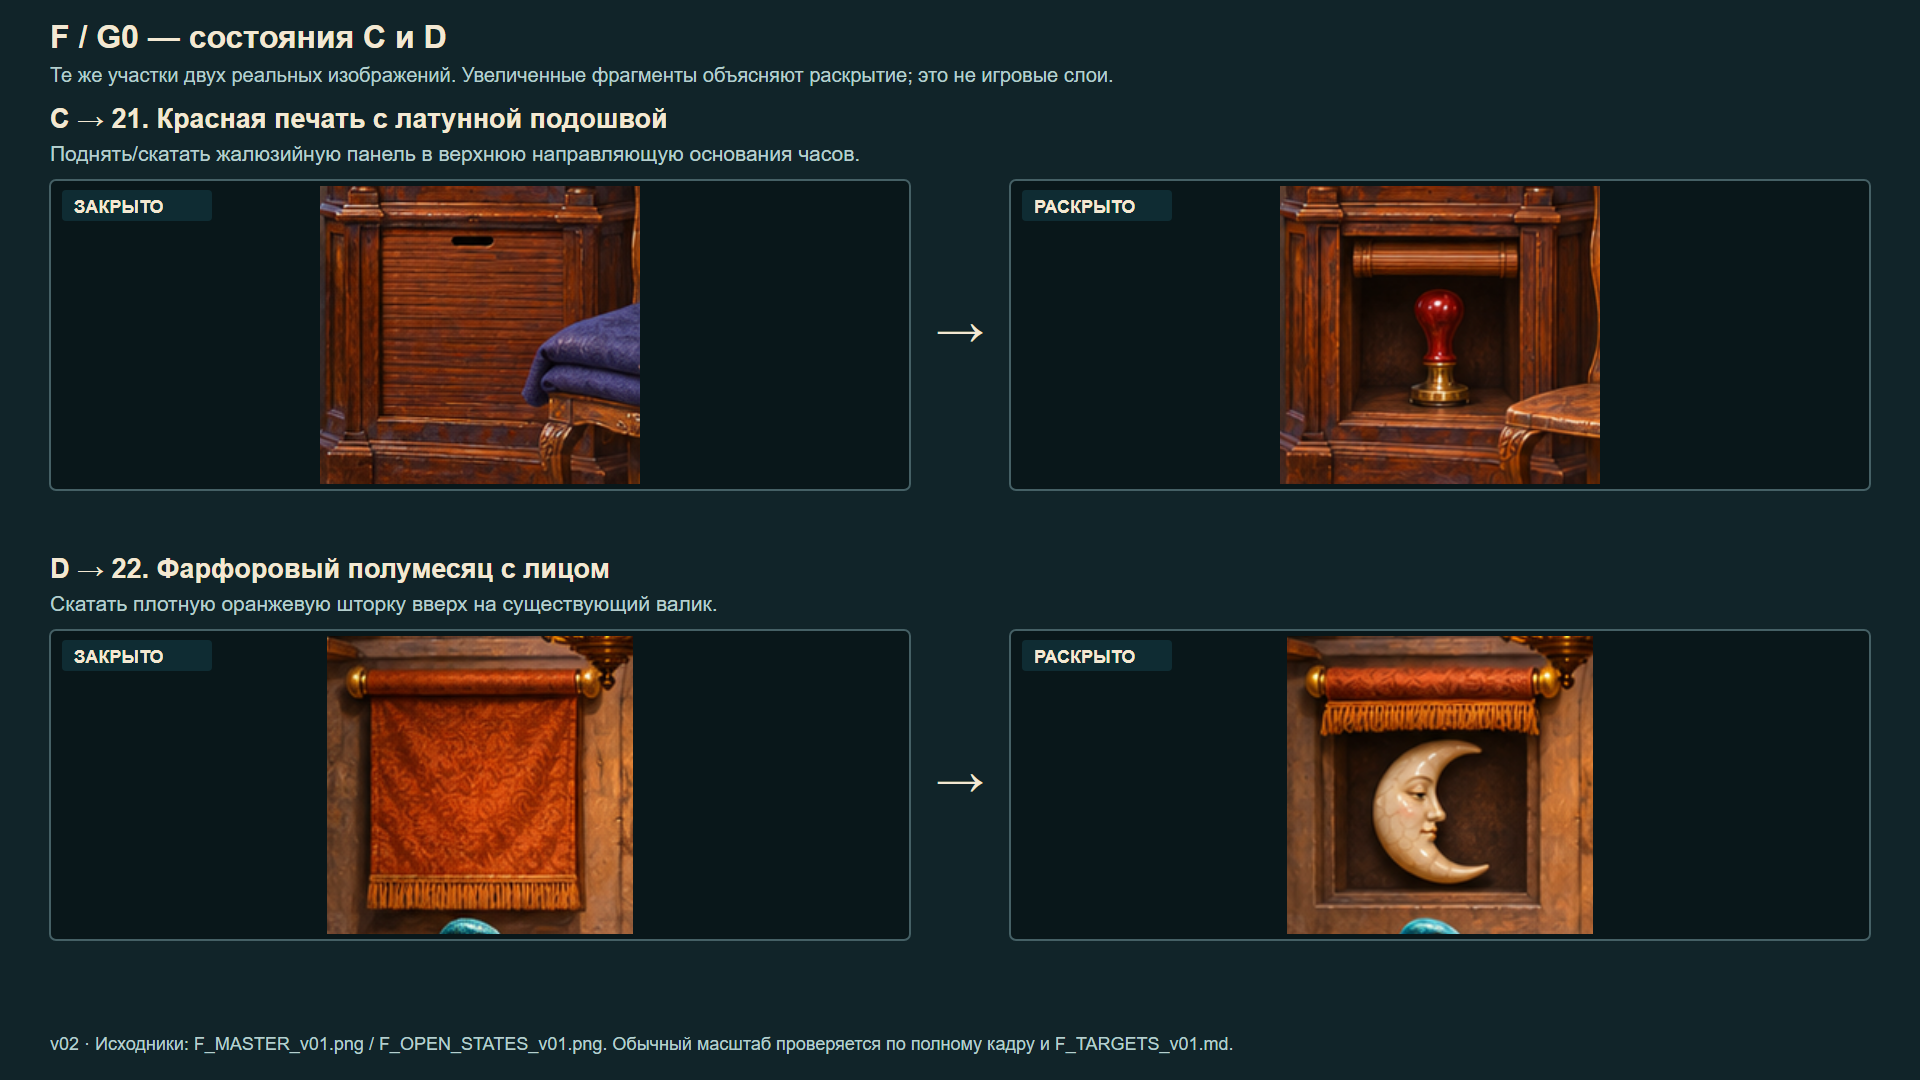 F / G0 — состояния C и D
Те же участки двух реальных изображений. Увеличенные фрагменты объясняют раскрытие; это не игровые слои.
C → 21. Красная печать с латунной подошвой
Поднять/скатать жалюзийную панель в верхнюю направляющую основания часов.
ЗАКРЫТО
→
РАСКРЫТО
D → 22. Фарфоровый полумесяц с лицом
Скатать плотную оранжевую шторку вверх на существующий валик.
ЗАКРЫТО
→
РАСКРЫТО
v02 · Исходники: F_MASTER_v01.png / F_OPEN_STATES_v01.png. Обычный масштаб проверяется по полному кадру и F_TARGETS_v01.md.